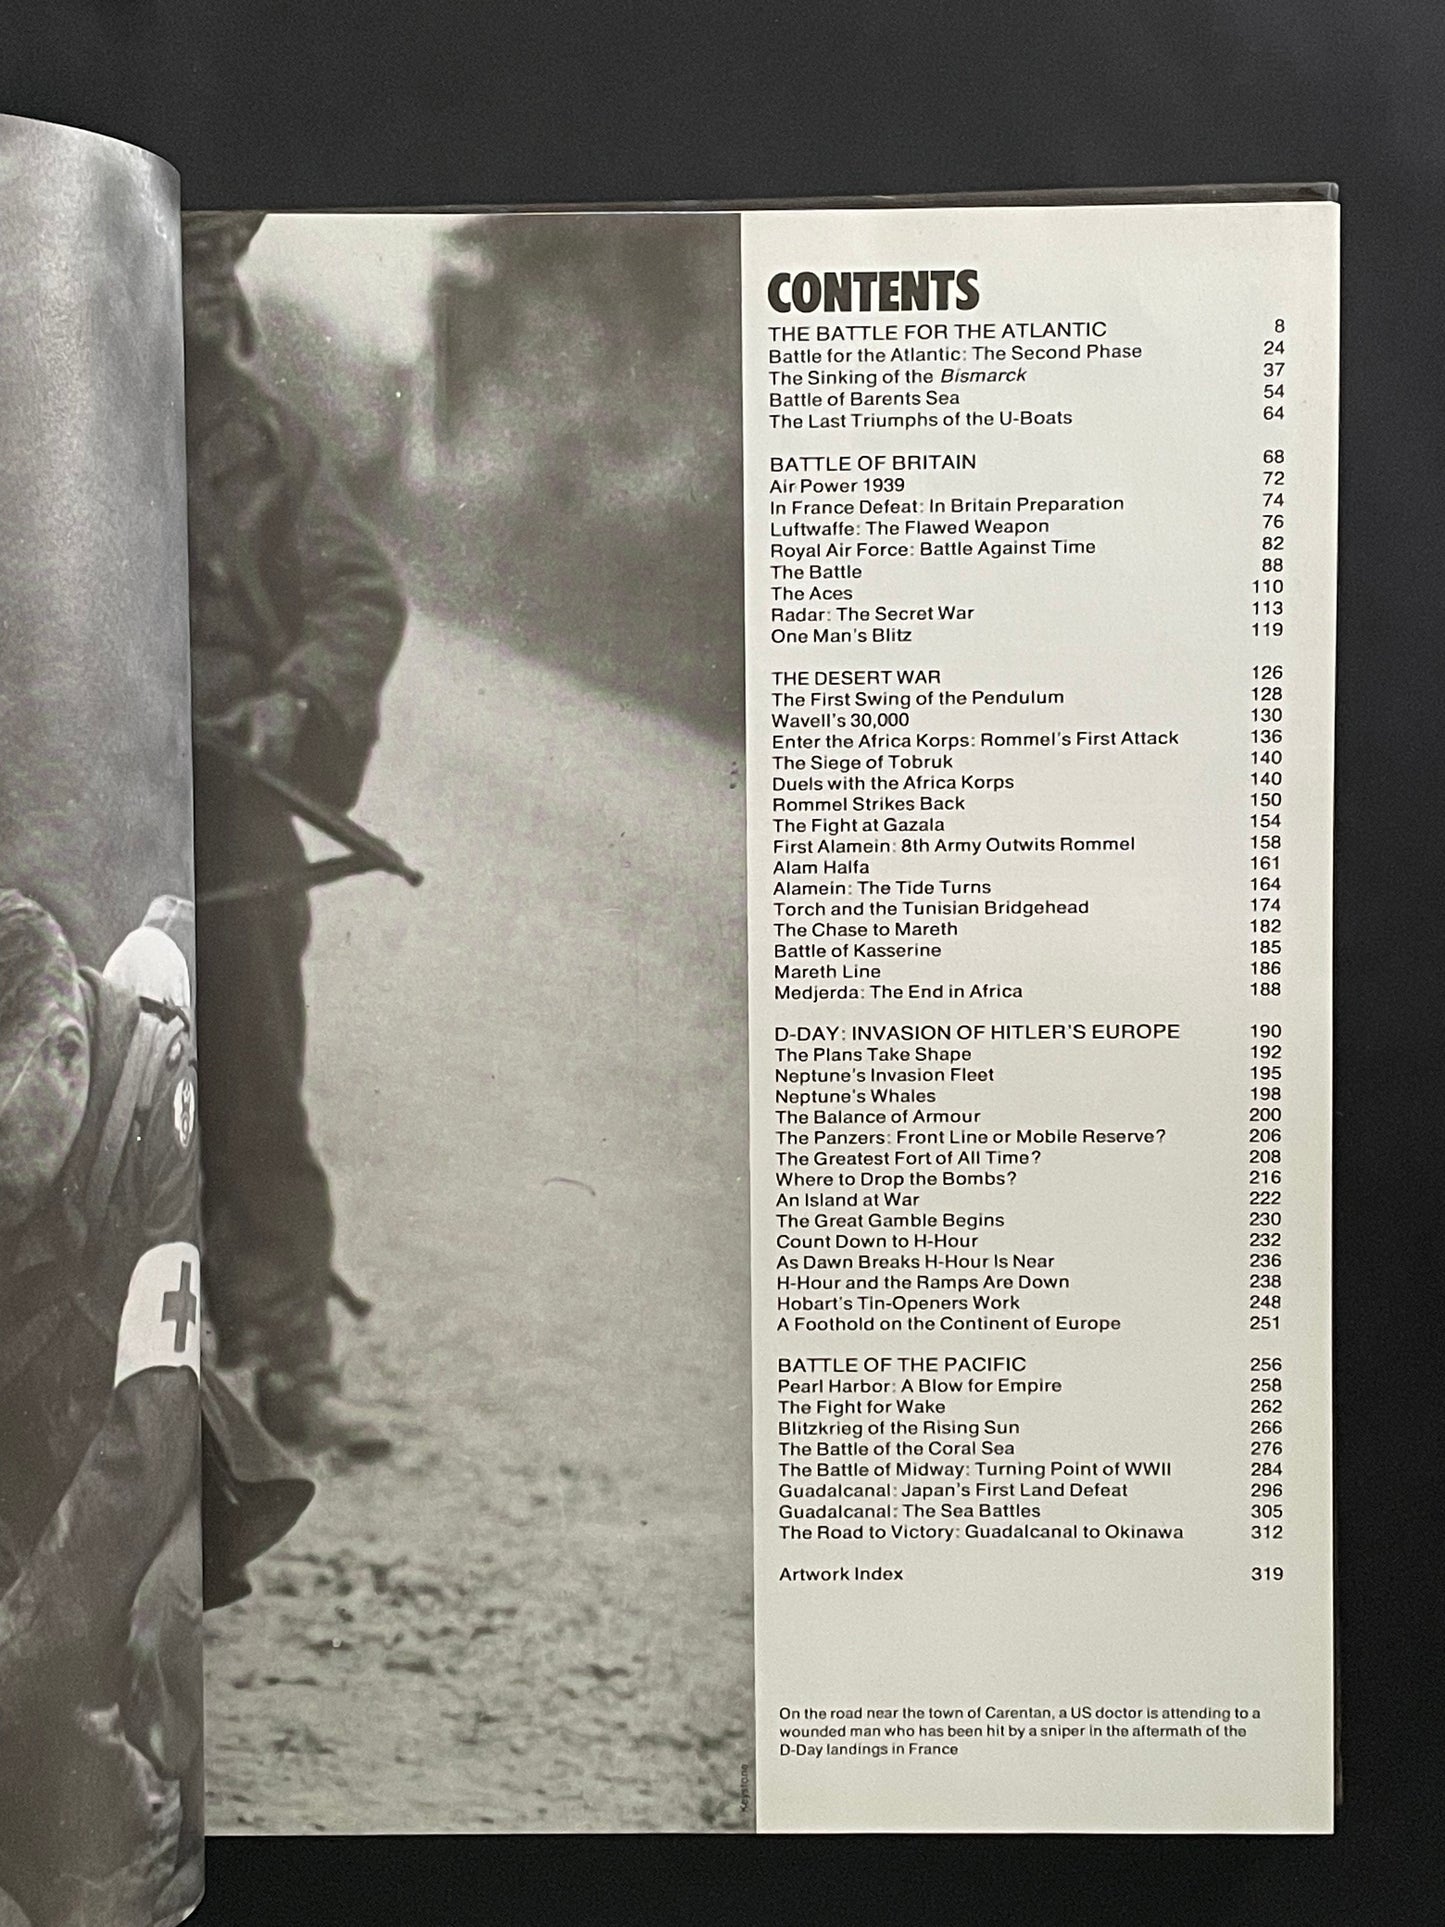 CONTENTS
THE BATTLE FOR THE ATLANTIC 8
Battle for the Atlantic: The Second Phase 24
The Sinking of the Bismarck 37
Battle of Barents Sea 54
The Last Triumphs of the U-Boats 64
BATTLE OF BRITAIN 68
Air Power 1939 72
In France Defeat: In Britain Preparation 74
Luftwaffe: The Flawed Weapon 76
Royal Air Force: Battle Against Time 82
The Battle 88
The Aces 110
Radar: The Secret War 113
One Man's Blitz 119
THE DESERT WAR 126
The First Swing of the Pendulum 128
Wavell's 30,000 130
Enter the Africa Korps: Rommel's First Attack 136
The Siege of Tobruk 140
Duels with the Africa Korps 140
Rommel Strikes Back 150
The Fight at Gazala 154
First Alamein: 8th Army Outwits Rommel 158
Alam Halfa 161
Alamein: The Tide Turns 164
Torch and the Tunisian Bridgehead 174
The Chase to Mareth 182
Battle of Kasserine 185
Mareth Line 186
Medjerda: The End in Africa 188
D-DAY: INVASION OF HITLER'S EUROPE 190
The Plans Take Shape 192
Neptune's Invasion Fleet 195
Neptune's Whales 198
The Balance of Armour 200
The Panzers: Front Line or Mobile Reserve? 206
The Greatest Fort of All Time? 208
Where to Drop the Bombs? 216
An Island at War 222
The Great Gamble Begins 230
Count Down to H-Hour 232
As Dawn Breaks H-Hour Is Near 236
H-Hour and the Ramps Are Down 238
Hobart's Tin-Openers Work 248
A Foothold on the Continent of Europe 251
BATTLE OF THE PACIFIC 256
Pearl Harbor: A Blow for Empire 258
The Fight for Wake 262
Blitzkrieg of the Rising Sun 266
The Battle of the Coral Sea 276
The Battle of Midway: Turning Point of WWII 284
Guadalcanal: Japan's First Land Defeat 296
Guadalcanal: The Sea Battles 305
The Road to Victory: Guadalcanal to Okinawa 312
Artwork Index 319
On the road near the town of Carentan, a US doctor is attending to a
wounded man who has been hit by a sniper in the aftermath of the
D-Day landings in France
Keystone